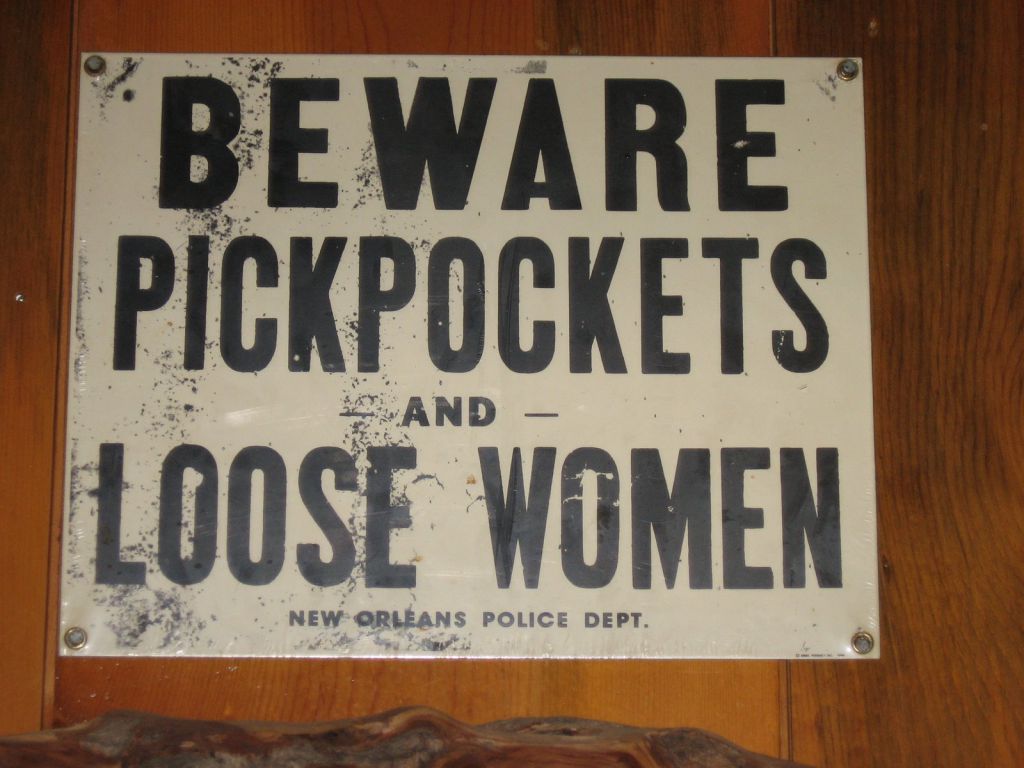 BEWARE
PICKPOCKETS
— AND —
LOOSE WOMEN
NEW ORLEANS POLICE DEPT.